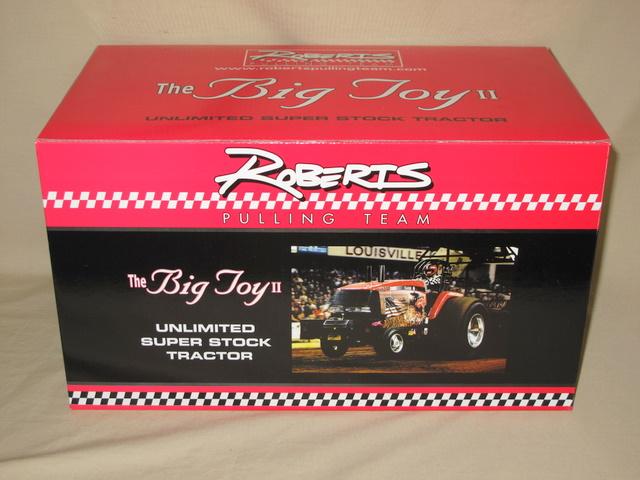 ROBERTS
www.robertspullingteam.com
The Big Toy II
UNLIMITED SUPER STOCK TRACTOR
ROBERTS
PULLING TEAM
LOUISVILLE
The Big Toy II
UNLIMITED
SUPER STOCK
TRACTOR